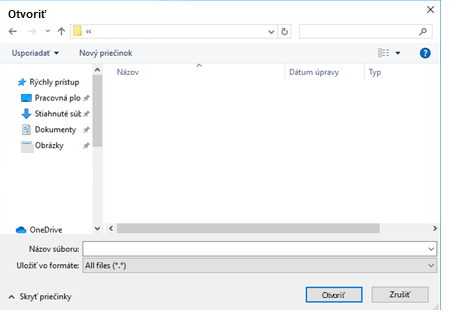 Otvoriť
«
Usporiadať Nový priečinok
Názov Dátum úpravy Typ
Rýchly prístup
Pracovná plo
Stiahnuté súb
Dokumenty
Obrázky
OneDrive
Názov súboru:
Uložiť vo formáte: All files (*.*)
Skryť priečinky Otvoriť Zrušiť